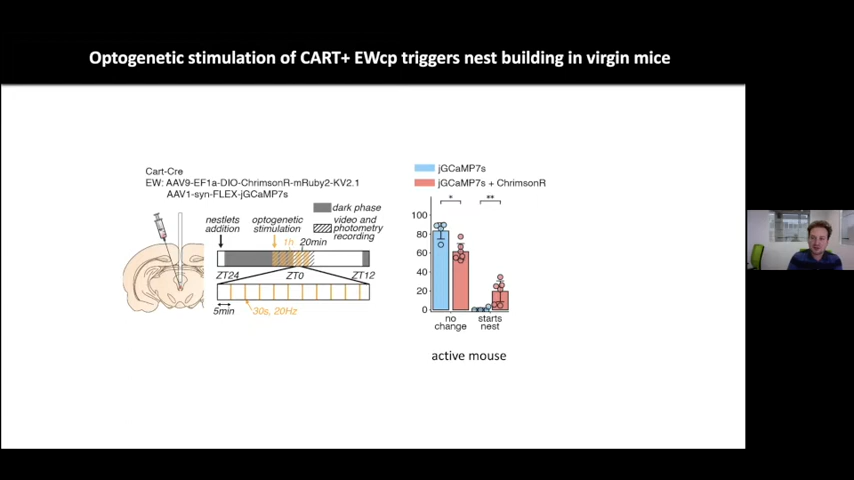 Optogenetic stimulation of CART+ EWcp triggers nest building in virgin mice
Cart-Cre
EW: AAV9-EF1a-DIO-ChrimsonR-mRuby2-KV2.1
AAV1-syn-FLEX-jGCaMP7s
nestlets
addition
optogenetic
stimulation
dark phase
video and
photometry
recording
1h
20min
ZT24
ZT0
ZT12
5min
30s, 20Hz
jGCaMP7s
jGCaMP7s + ChrimsonR
*
**
100
80
60
40
20
0
no
change
starts
nest
active mouse